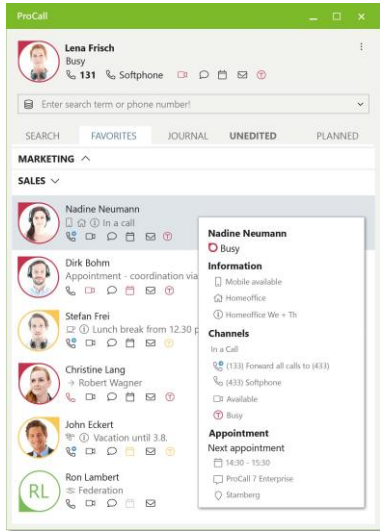 ProCall
Lena Frisch
Busy
131 Softphone
Enter search term or phone number!
SEARCH FAVORITES JOURNAL UNEDITED PLANNED
MARKETING
SALES
Nadine Neumann
In a call
Dirk Bohm
Appointment - coordination via
Stefan Frei
Lunch break from 12.30 p
Christine Lang
→ Robert Wagner
John Eckert
Vacation until 3.8.
RL
Ron Lambert
Federation
Nadine Neumann
Busy
Information
Mobile available
Homeoffice
Homeoffice We + Th
Channels
In a Call
(133) Forward all calls to (433)
(433) Softphone
Available
Busy
Appointment
Next appointment
14:30 - 15:30
ProCall 7 Enterprise
Starnberg